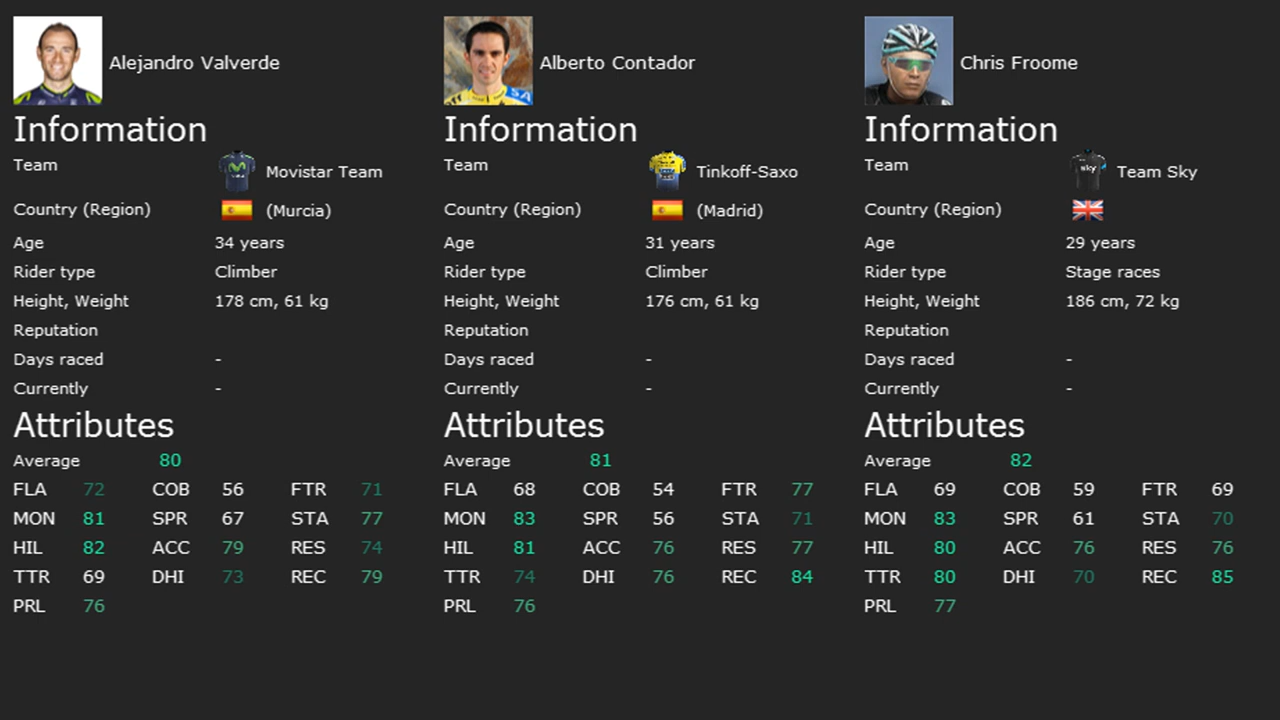 Alejandro Valverde Alberto Contador Chris Froome
Information Information Information
Team Movistar Team Team Tinkoff-Saxo Team sky Team Sky
Country (Region) (Murcia) Country (Region) (Madrid) Country (Region)
Age 34 years Age 31 years Age 29 years
Rider type Climber Rider type Climber Rider type Stage races
Height, Weight 178 cm, 61 kg Height, Weight 176 cm, 61 kg Height, Weight 186 cm, 72 kg
Reputation Reputation Reputation
Days raced - Days raced - Days raced -
Currently - Currently - Currently -
Attributes Attributes Attributes
Average 80 Average 81 Average 82
FLA 72 COB 56 FTR 71 FLA 68 COB 54 FTR 77 FLA 69 COB 59 FTR 69
MON 81 SPR 67 STA 77 MON 83 SPR 56 STA 71 MON 83 SPR 61 STA 70
HIL 82 ACC 79 RES 74 HIL 81 ACC 76 RES 77 HIL 80 ACC 76 RES 76
TTR 69 DHI 73 REC 79 TTR 74 DHI 76 REC 84 TTR 80 DHI 70 REC 85
PRL 76 PRL 76 PRL 77